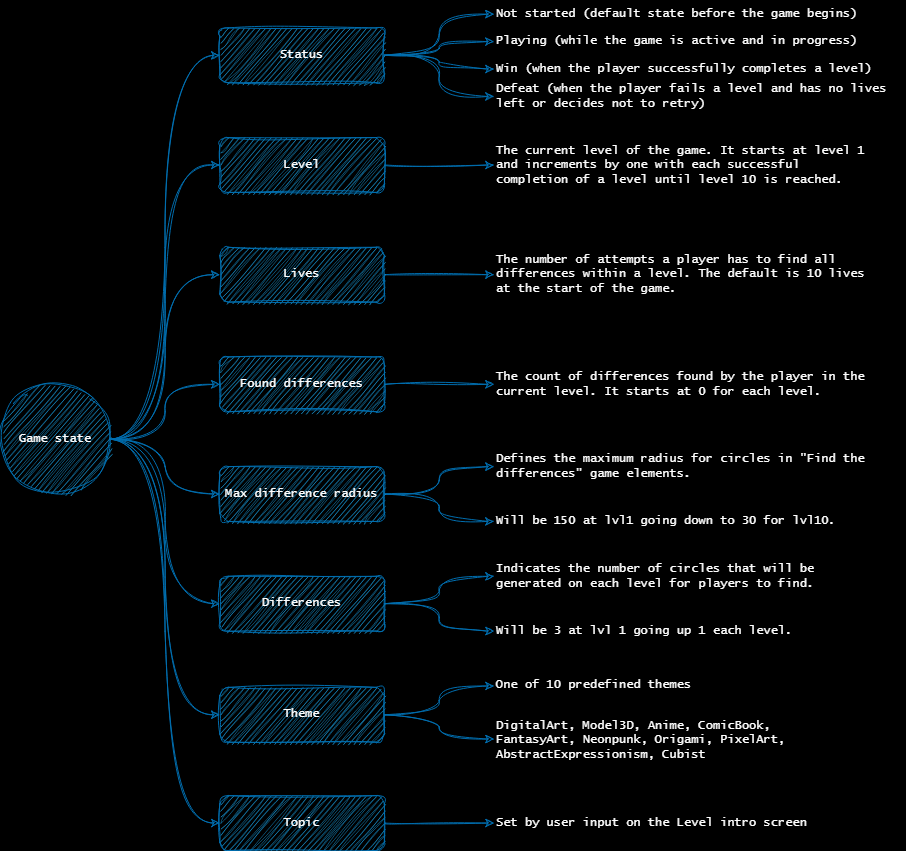 Game state
Status
Not started (default state before the game begins)
Playing (while the game is active and in progress)
Win (when the player successfully completes a level)
Defeat (when the player fails a level and has no lives
left or decides not to retry)
Level
The current level of the game. It starts at level 1
and increments by one with each successful
completion of a level until level 10 is reached.
Lives
The number of attempts a player has to find all
differences within a level. The default is 10 lives
at the start of the game.
Found differences
The count of differences found by the player in the
current level. It starts at 0 for each level.
Max difference radius
Defines the maximum radius for circles in "Find the
differences" game elements.
Will be 150 at lvl1 going down to 30 for lvl10.
Differences
Indicates the number of circles that will be
generated on each level for players to find.
Will be 3 at lvl 1 going up 1 each level.
Theme
One of 10 predefined themes
DigitalArt, Model3D, Anime, ComicBook,
FantasyArt, Neonpunk, Origami, PixelArt,
AbstractExpressionism, Cubist
Topic
Set by user input on the Level intro screen